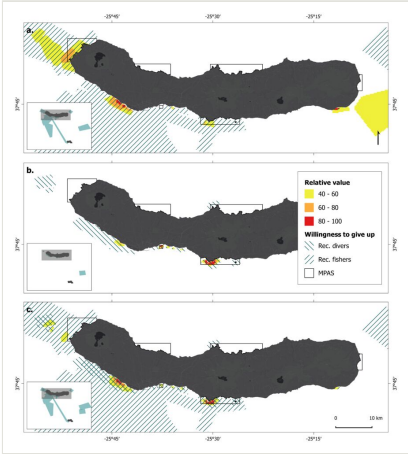 -25°45' -25°30' -25°15'
a.
37°45' 37°45'
b.
37°45' 37°45'
Relative value
40 - 60
60 - 80
80 - 100
Willingness to give up
Rec. divers
Rec. fishers
MPAS
c.
37°45' 37°45'
0 10 km
-25°45' -25°30' -25°15'